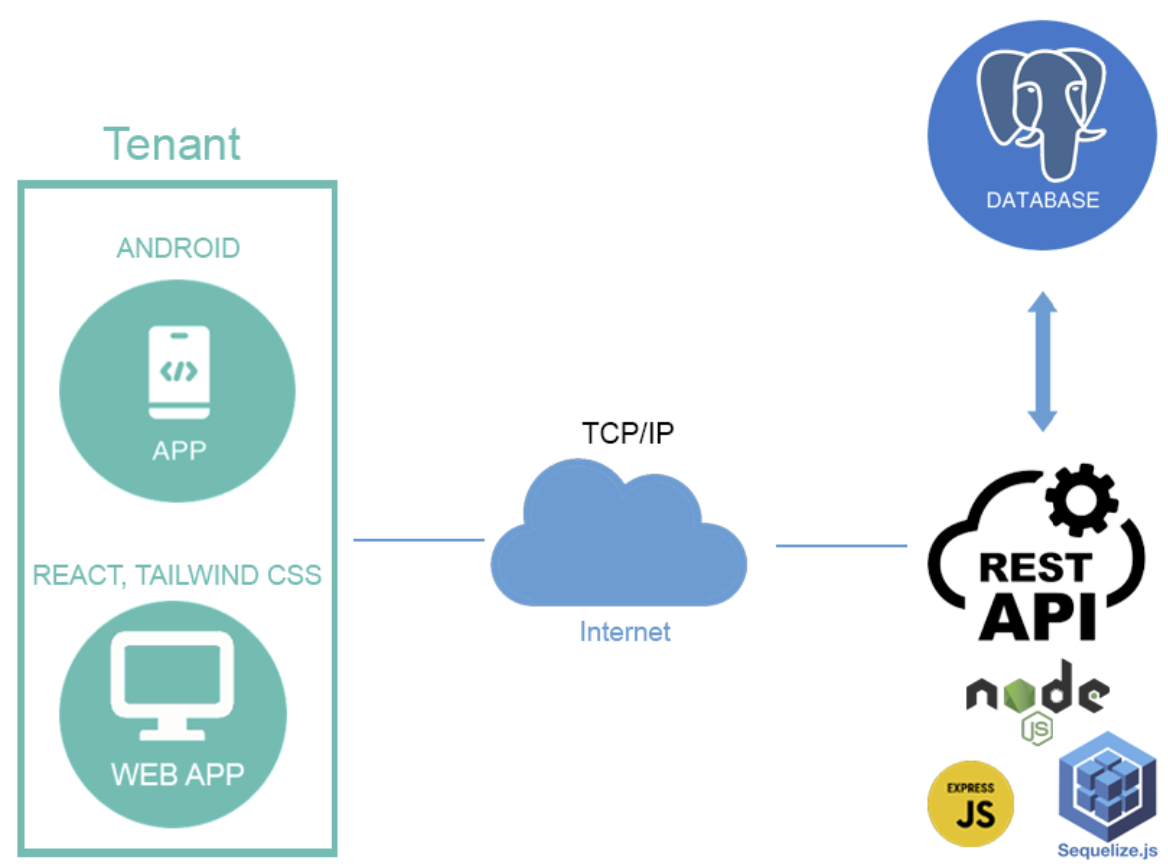 Tenant
ANDROID
</>
APP
REACT, TAILWIND CSS
WEB APP
TCP/IP
Internet
DATABASE
REST
API
node
JS
EXPRESS
JS
Sequelize.js